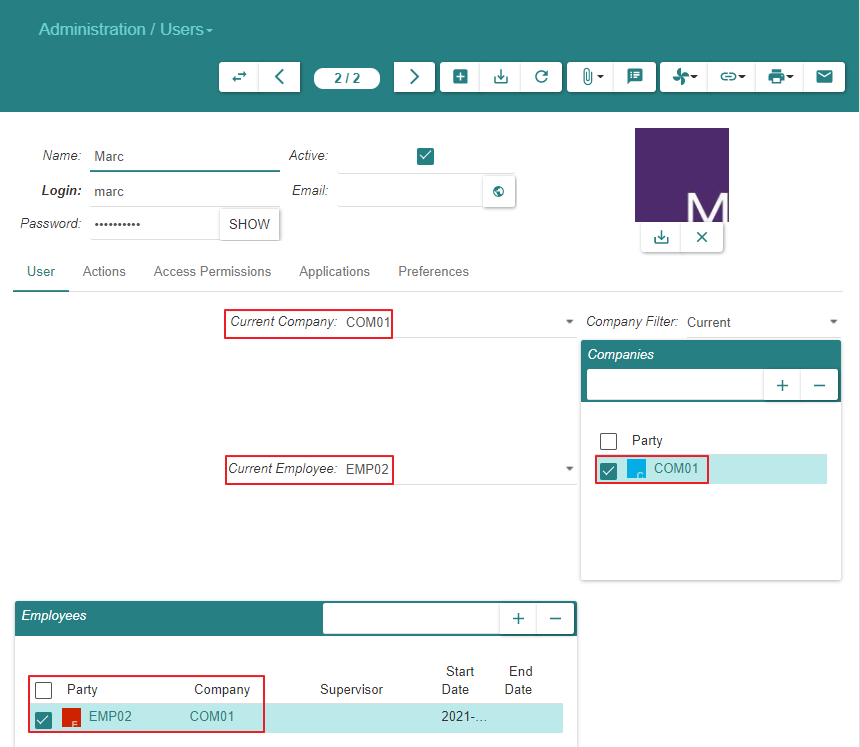 Administration / Users
2 / 2
Name: Marc Active:
Login: marc Email:
Password: •••••••••• SHOW
M
User Actions Access Permissions Applications Preferences
Current Company: COM01 Company Filter: Current
Companies
Party
Current Employee: EMP02
C COM01
Employees
Party Company Supervisor Start Date End Date
E EMP02 COM01 2021-...